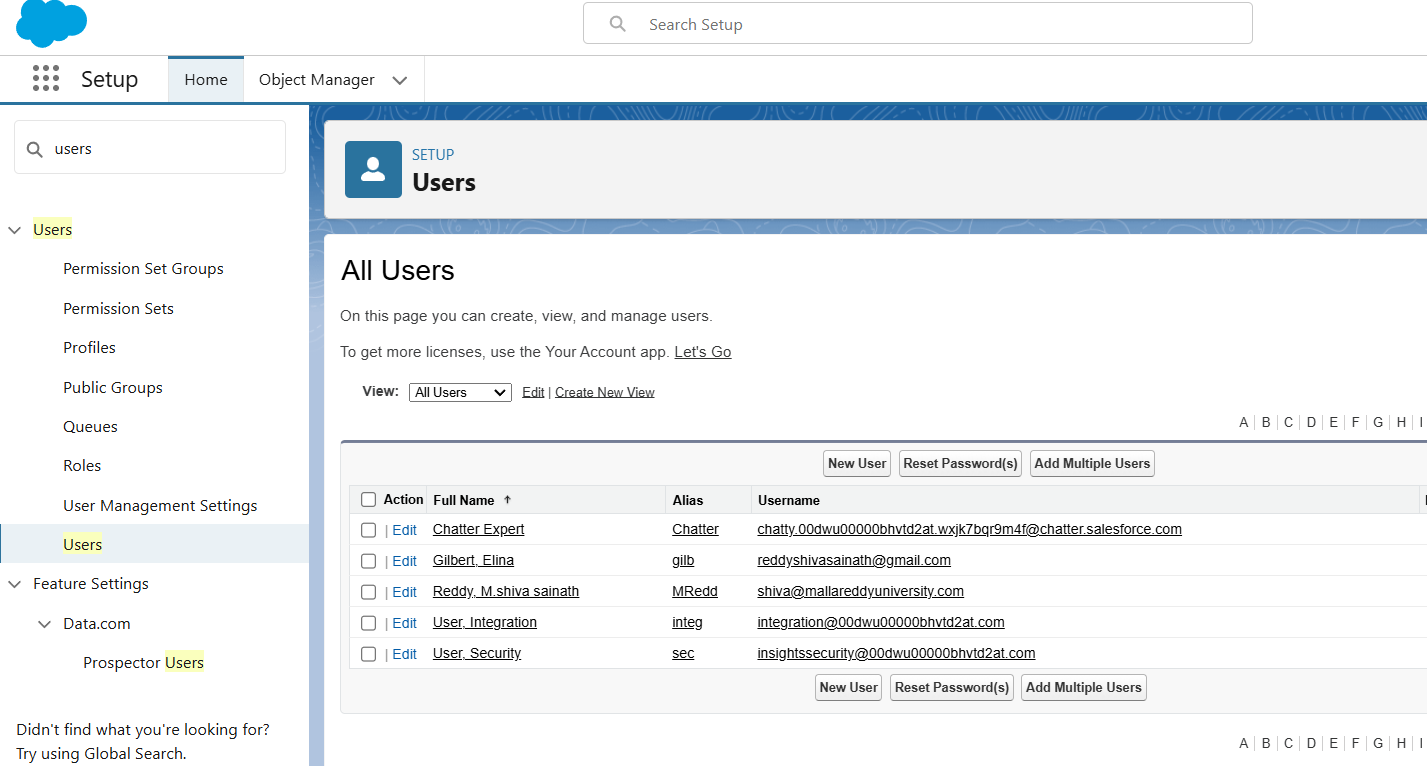 Search Setup
Setup Home Object Manager
users
Users
Permission Set Groups
Permission Sets
Profiles
Public Groups
Queues
Roles
User Management Settings
Users
Feature Settings
Data.com
Prospector Users
Didn't find what you're looking for?
Try using Global Search.
SETUP
Users
All Users
On this page you can create, view, and manage users.
To get more licenses, use the Your Account app. Let's Go
View: All Users Edit | Create New View
A | B | C | D | E | F | G | H | I
New User Reset Password(s) Add Multiple Users
Action Full Name ↑ Alias Username
| Edit Chatter Expert Chatter chatty.00dwu00000bhvtd2at.wxjk7bqr9m4f@chatter.salesforce.com
| Edit Gilbert, Elina gilb reddyshivasainath@gmail.com
| Edit Reddy, M.shiva sainath MRedd shiva@mallareddyuniversity.com
| Edit User, Integration integ integration@00dwu00000bhvtd2at.com
| Edit User, Security sec insightssecurity@00dwu00000bhvtd2at.com
New User Reset Password(s) Add Multiple Users
A | B | C | D | E | F | G | H | I